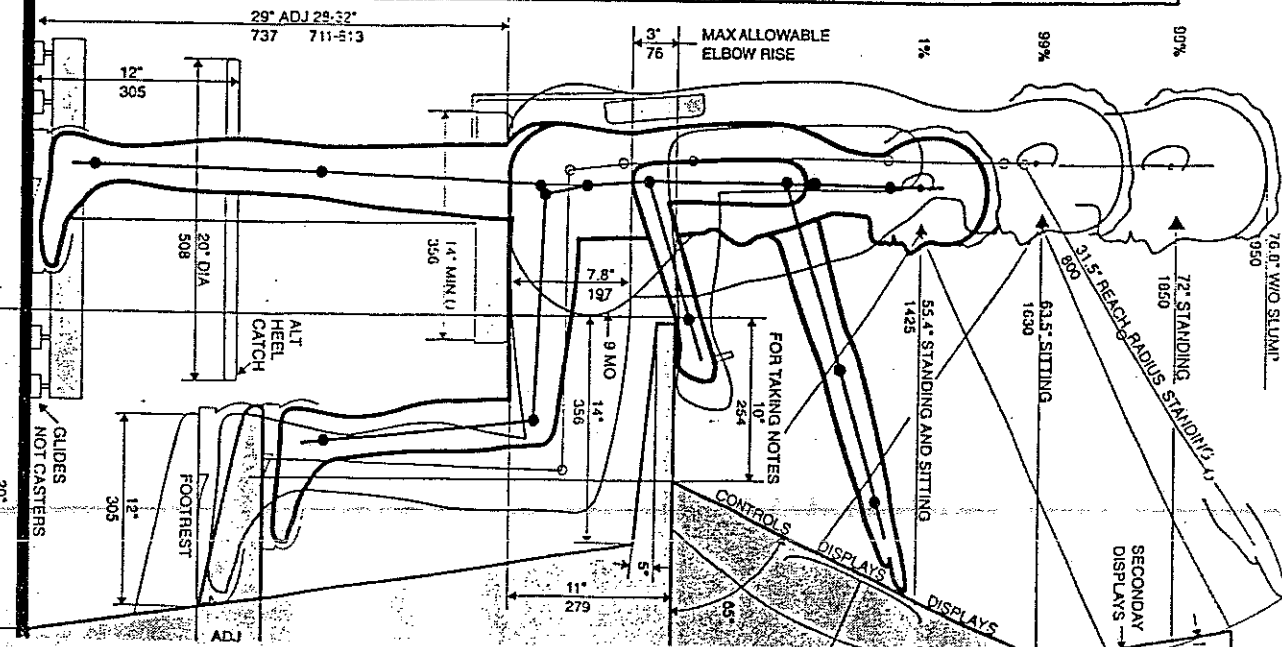 29" ADJ 28-32"
737 711-813
12"
305
20" DIA
508
ALT
HEEL
CATCH
GLIDES
NOT CASTERS
20"
FOOTREST
12"
305
ADJ
14" MIN
356
7.8"
197
9 MO
14"
356
11"
279
5°
65°
3"
76
MAX ALLOWABLE
ELBOW RISE
FOR TAKING NOTES
10"
254
1%
99%
99%
55.4" STANDING AND SITTING
1425
63.5" SITTING
1630
72" STANDING
1850
76.8" W/O SLUMP
1950
31.5" REACH RADIUS STANDING
800
CONTROLS
DISPLAYS
DISPLAYS
SECONDAY
DISPLAYS